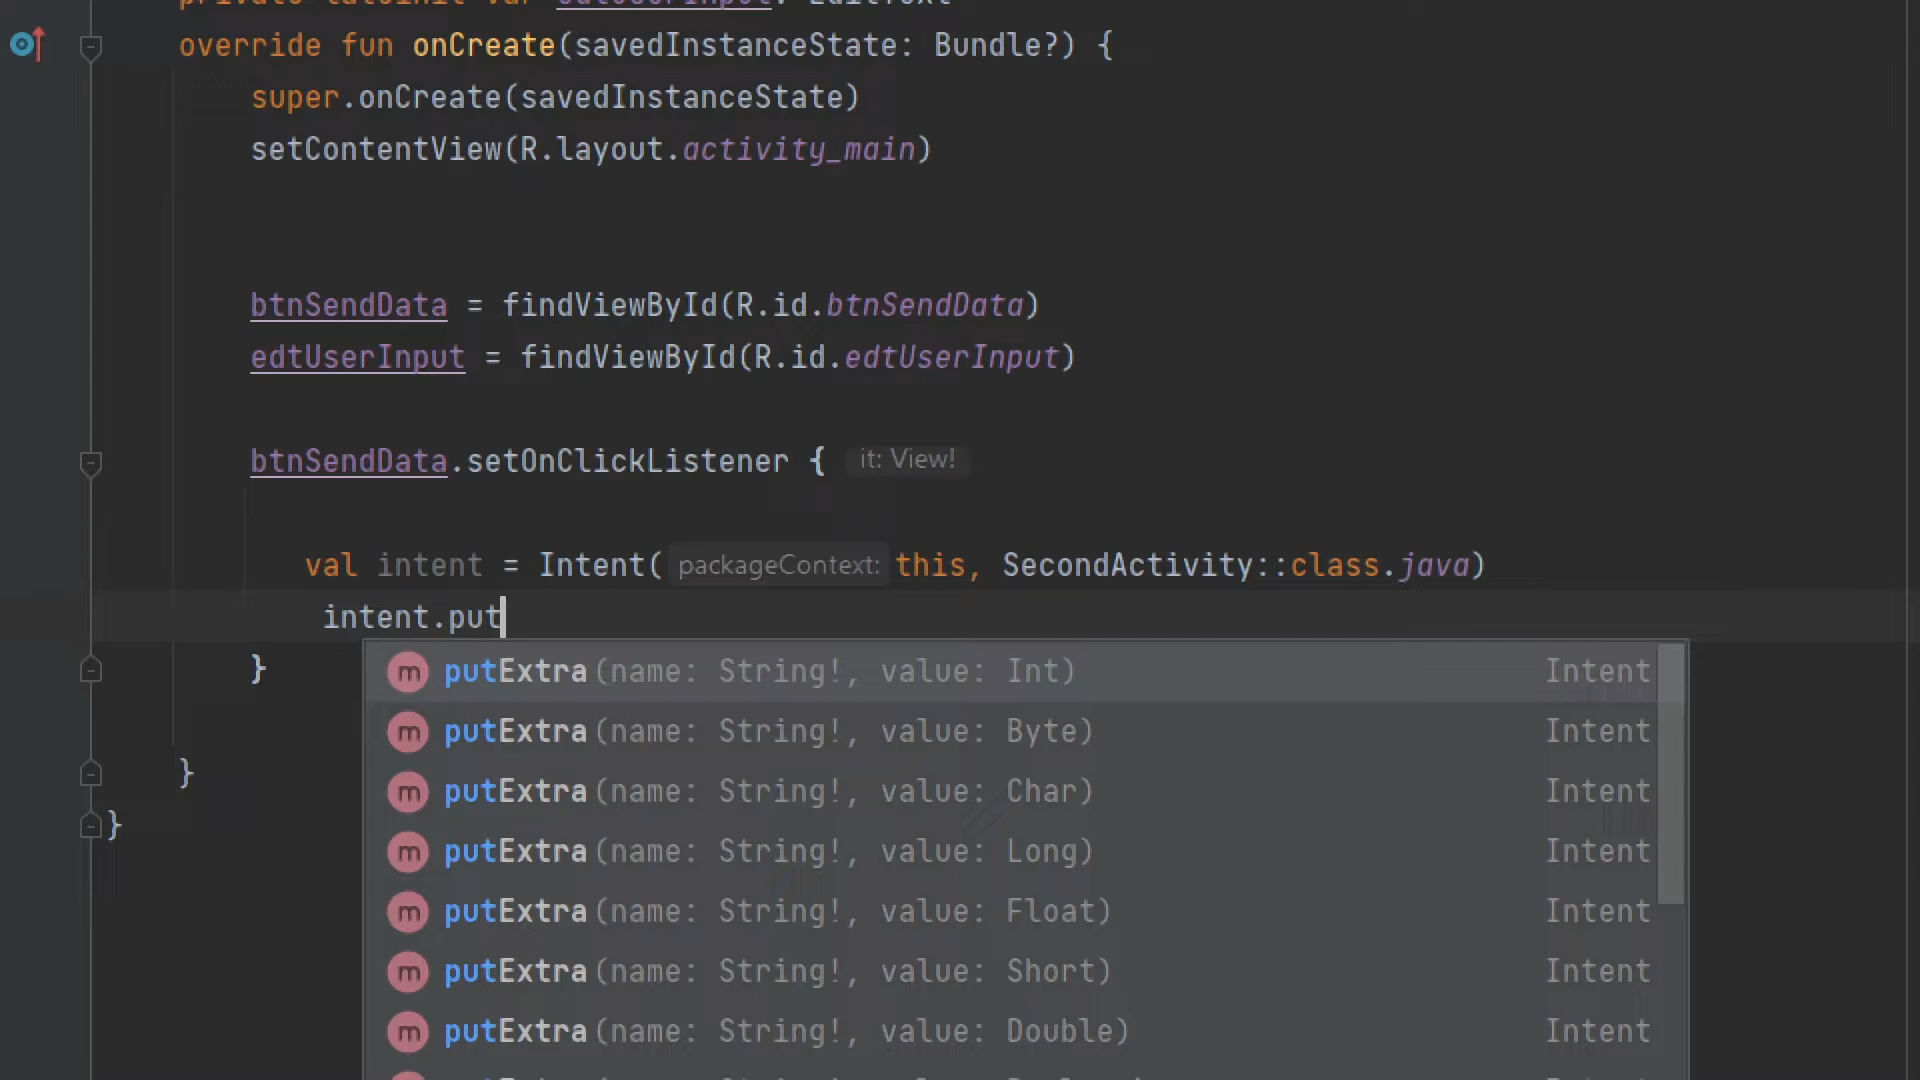 override fun onCreate(savedInstanceState: Bundle?) {
super.onCreate(savedInstanceState)
setContentView(R.layout.activity_main)
btnSendData = findViewById(R.id.btnSendData)
edtUserInput = findViewById(R.id.edtUserInput)
btnSendData.setOnClickListener { it: View!
val intent = Intent( packageContext: this, SecondActivity::class.java)
intent.put
putExtra(name: String!, value: Int) Intent
} 
putExtra(name: String!, value: Byte) Intent
}
putExtra(name: String!, value: Char) Intent
}
putExtra(name: String!, value: Long) Intent
putExtra(name: String!, value: Float) Intent
putExtra(name: String!, value: Short) Intent
putExtra(name: String!, value: Double) Intent